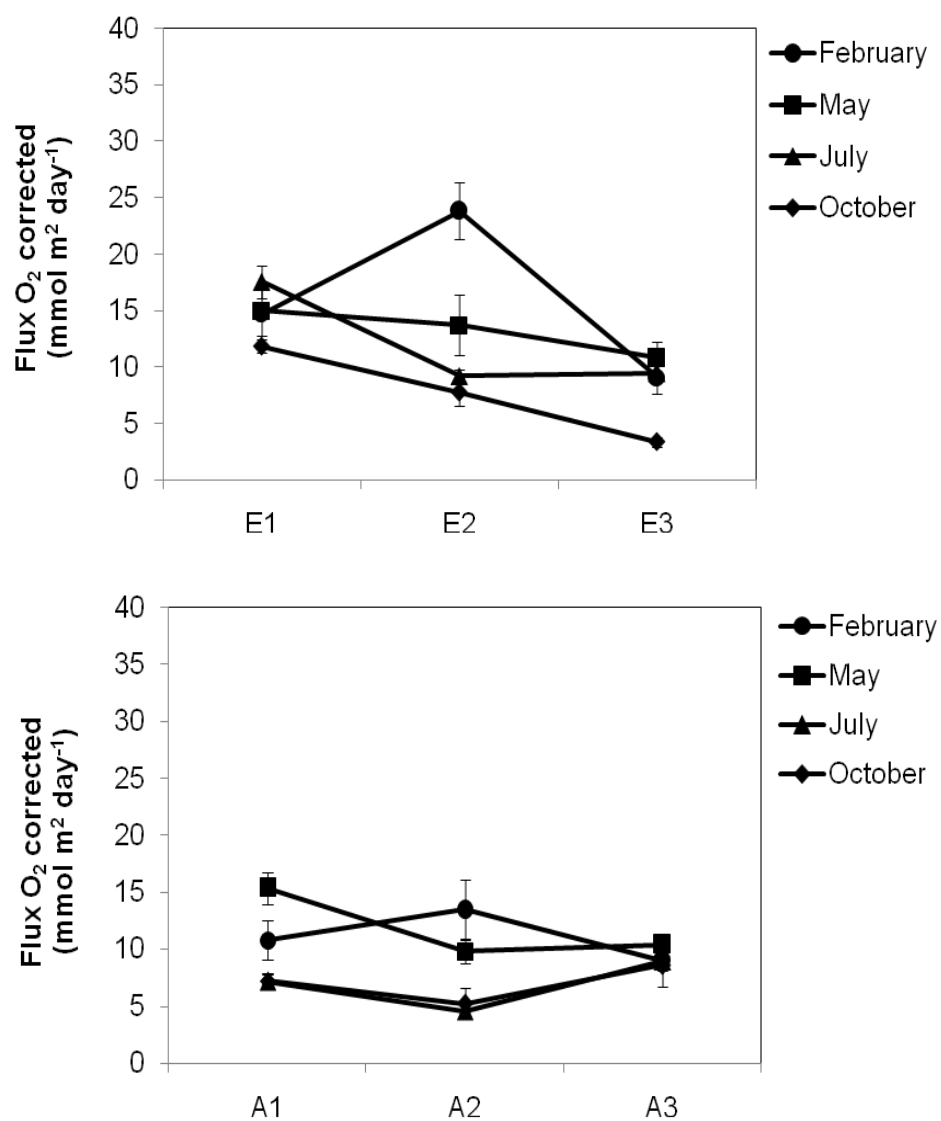 40
35
30
25
20
15
10
5
0
Flux O₂ corrected
(mmol m² day⁻¹)
E1 E2 E3
February
May
July
October
40
35
30
25
20
15
10
5
0
Flux O₂ corrected
(mmol m² day⁻¹)
A1 A2 A3
February
May
July
October